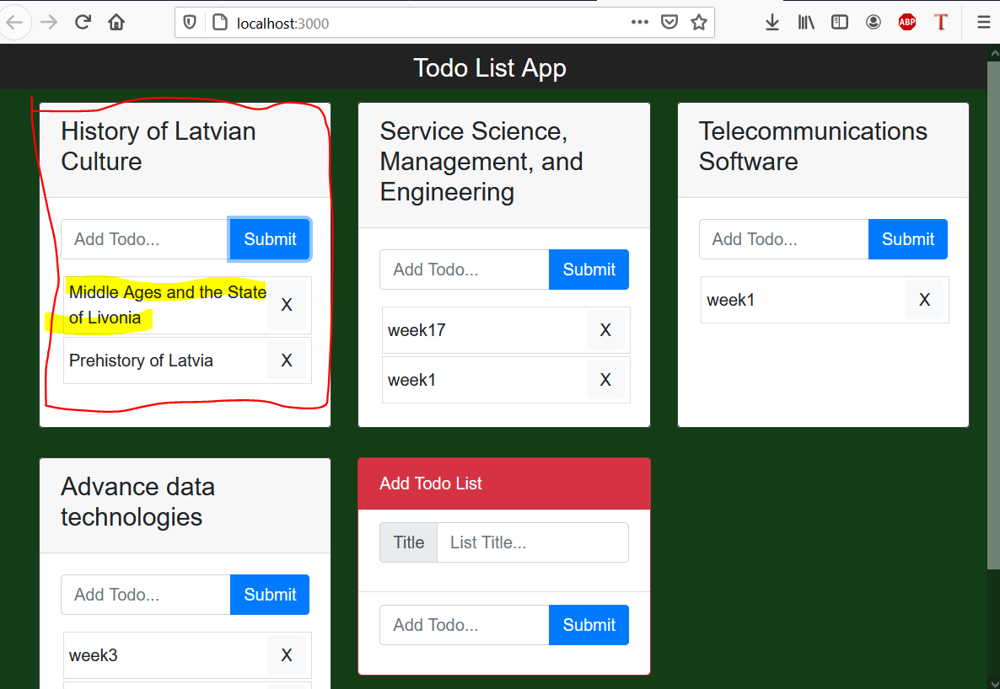 localhost:3000
ABP
T
Todo List App
History of Latvian
Culture
Add Todo...
Submit
Middle Ages and the State
of Livonia
X
Prehistory of Latvia
X
Service Science,
Management, and
Engineering
Add Todo...
Submit
week17
X
week1
X
Telecommunications
Software
Add Todo...
Submit
week1
X
Advance data
technologies
Add Todo...
Submit
week3
X
Add Todo List
Title
List Title...
Add Todo...
Submit